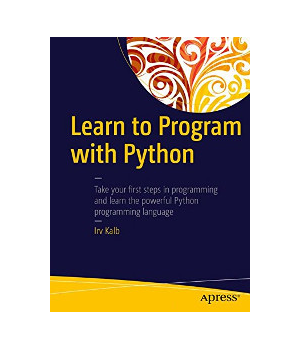 Learn to Program
with Python
—
Take your first steps in programming
and learn the powerful Python
programming language
—
Irv Kalb
Apress®